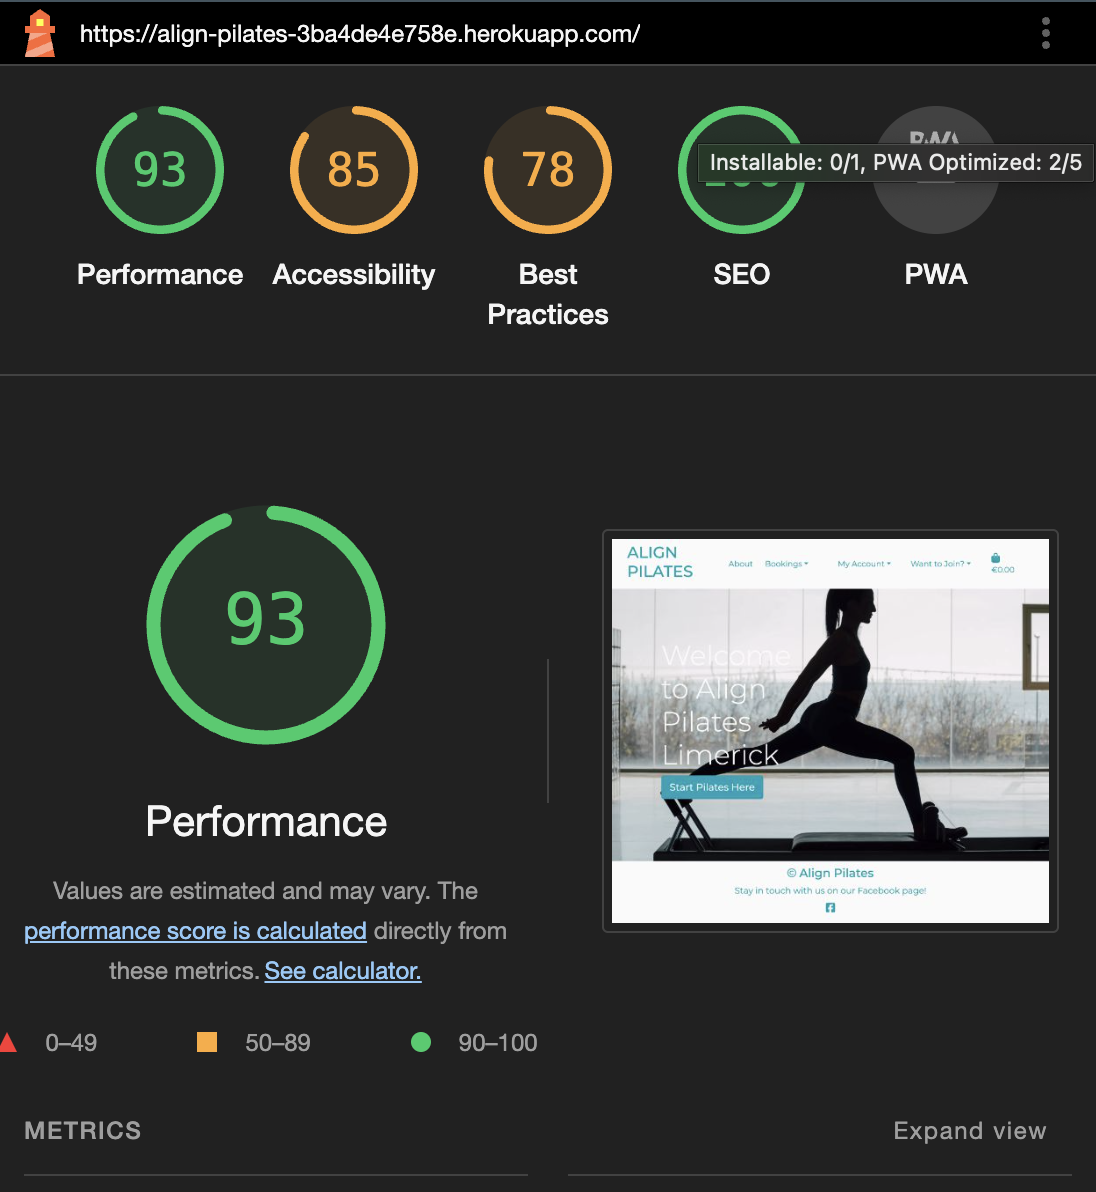 https://align-pilates-3ba4de4e758e.herokuapp.com/
93
85
78
Installable: 0/1, PWA Optimized: 2/5
Performance
Accessibility
Best
Practices
SEO
PWA
93
Performance
Values are estimated and may vary. The
performance score is calculated directly from
these metrics. See calculator.
0–49
50–89
90–100
ALIGN
PILATES
About
Bookings
My Account
Want to Join?
€0.00
Welcome
to Align
Pilates
Limerick
Start Pilates Here
© Align Pilates
Stay in touch with us on our Facebook page!
METRICS
Expand view